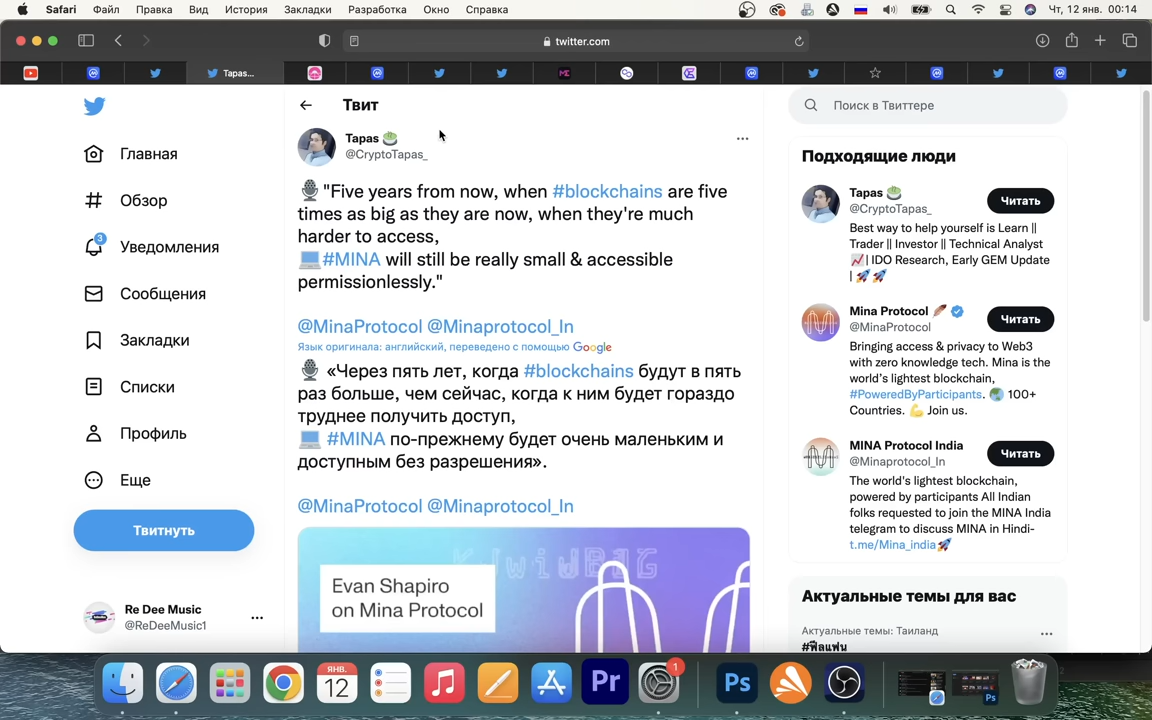 Safari Файл Правка Вид История Закладки Разработка Окно Справка
Чт, 12 янв. 00:14
twitter.com
Tapas...
Твит
Tapas
@CryptoTapas_
"Five years from now, when #blockchains are five
times as big as they are now, when they're much
harder to access,
#MINA will still be really small & accessible
permissionlessly."
@MinaProtocol @Minaprotocol_In
Язык оригинала: английский, переведено с помощью Google
«Через пять лет, когда #blockchains будут в пять
раз больше, чем сейчас, когда к ним будет гораздо
труднее получить доступ,
#MINA по-прежнему будет очень маленьким и
доступным без разрешения».
@MinaProtocol @Minaprotocol_In
Evan Shapiro
on Mina Protocol
Главная
Обзор
3
Уведомления
Сообщения
Закладки
Списки
Профиль
Еще
Твитнуть
Re Dee Music
@ReDeeMusic1
Поиск в Твиттере
Подходящие люди
Tapas
@CryptoTapas_
Читать
Best way to help yourself is Learn ||
Trader || Investor || Technical Analyst
| IDO Research, Early GEM Update
|
Mina Protocol
@MinaProtocol
Читать
Bringing access & privacy to Web3
with zero knowledge tech. Mina is the
world's lightest blockchain,
#PoweredByParticipants. 100+
Countries. Join us.
MINA Protocol India
@Minaprotocol_In
Читать
The world's lightest blockchain,
powered by participants All Indian
folks requested to join the MINA India
telegram to discuss MINA in Hindi-
t.me/Mina_india
Актуальные темы для вас
Актуальные темы: Таиланд
#ฟีลแฟน
ЯНВ.
12
Pr
1
Ps
Ps